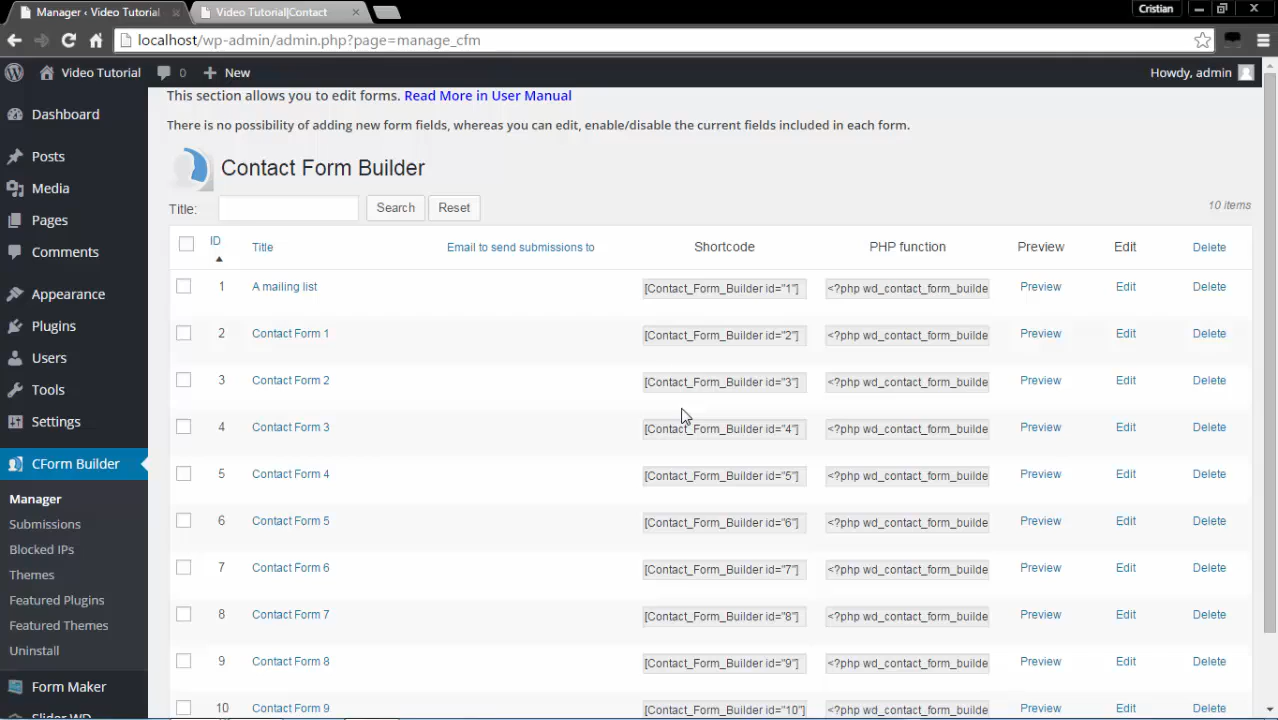 Manager ‹ Video Tutorial
Video Tutorial|Contact
Cristian
localhost/wp-admin/admin.php?page=manage_cfm
Video Tutorial
0
New
Howdy, admin
Dashboard
Posts
Media
Pages
Comments
Appearance
Plugins
Users
Tools
Settings
CForm Builder
Manager
Submissions
Blocked IPs
Themes
Featured Plugins
Featured Themes
Uninstall
Form Maker
Slider WD
This section allows you to edit forms. Read More in User Manual
There is no possibility of adding new form fields, whereas you can edit, enable/disable the current fields included in each form.
Contact Form Builder
Title: Search Reset
10 items
ID Title Email to send submissions to Shortcode PHP function Preview Edit Delete
1 A mailing list [Contact_Form_Builder id="1"] <?php wd_contact_form_builde Preview Edit Delete
2 Contact Form 1 [Contact_Form_Builder id="2"] <?php wd_contact_form_builde Preview Edit Delete
3 Contact Form 2 [Contact_Form_Builder id="3"] <?php wd_contact_form_builde Preview Edit Delete
4 Contact Form 3 [Contact_Form_Builder id="4"] <?php wd_contact_form_builde Preview Edit Delete
5 Contact Form 4 [Contact_Form_Builder id="5"] <?php wd_contact_form_builde Preview Edit Delete
6 Contact Form 5 [Contact_Form_Builder id="6"] <?php wd_contact_form_builde Preview Edit Delete
7 Contact Form 6 [Contact_Form_Builder id="7"] <?php wd_contact_form_builde Preview Edit Delete
8 Contact Form 7 [Contact_Form_Builder id="8"] <?php wd_contact_form_builde Preview Edit Delete
9 Contact Form 8 [Contact_Form_Builder id="9"] <?php wd_contact_form_builde Preview Edit Delete
10 Contact Form 9 [Contact_Form_Builder id="10"] <?php wd_contact_form_builde Preview Edit Delete